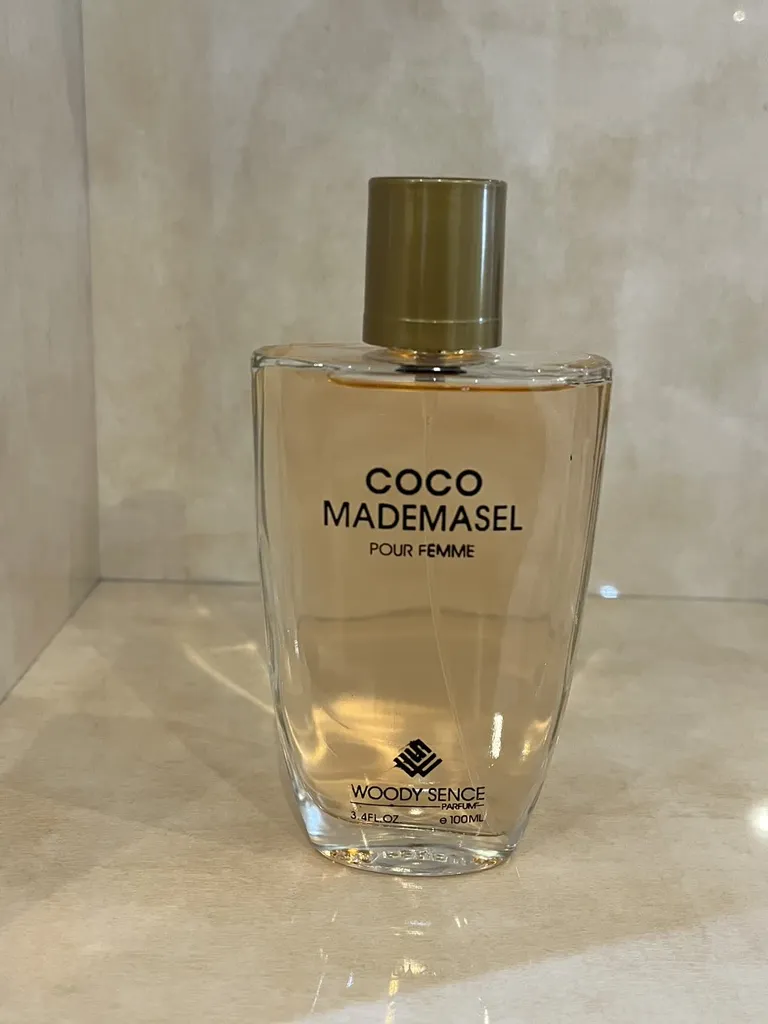 COCO
MADEMASEL
POUR FEMME
WOODY SENCE
PARFUM
3.4FL.OZ ℮ 100ML